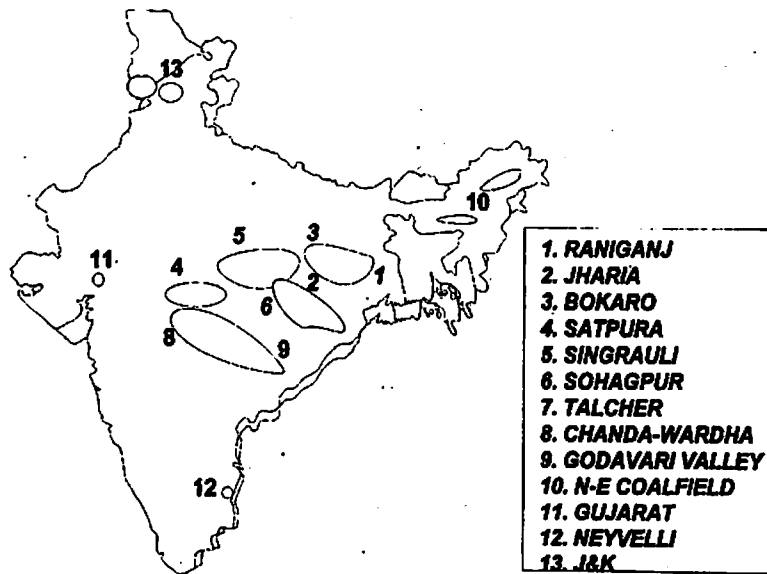 13
10
3
5
11
4
2
1
6
8
9
12
1. RANIGANJ
2. JHARIA
3. BOKARO
4. SATPURA
5. SINGRAULI
6. SOHAGPUR
7. TALCHER
8. CHANDA-WARDHA
9. GODAVARI VALLEY
10. N-E COALFIELD
11. GUJARAT
12. NEYVELLI
13. J&K